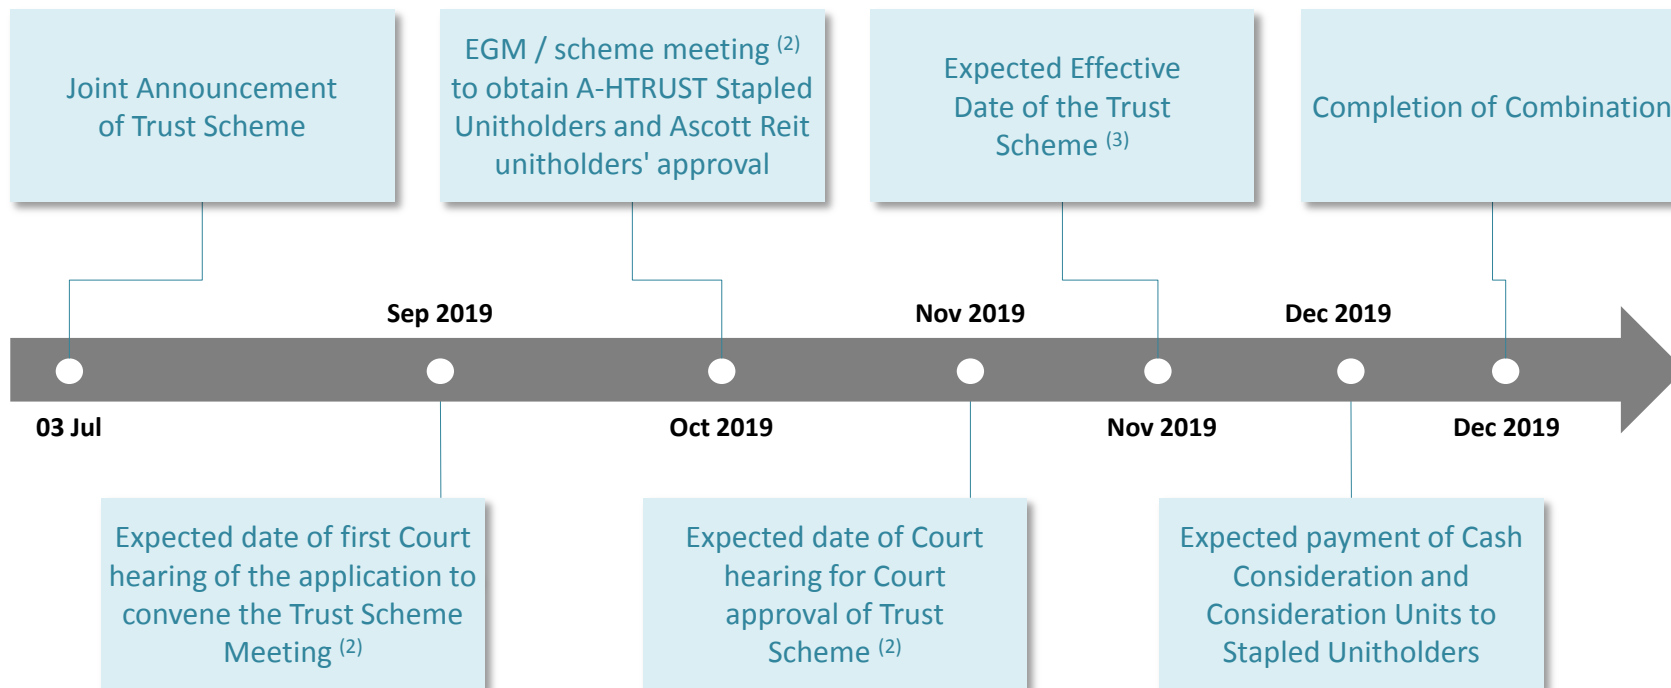 Joint Announcement
of Trust Scheme
EGM / scheme meeting (2)
to obtain A-HTRUST Stapled
Unitholders and Ascott Reit
unitholders' approval
Expected Effective
Date of the Trust
Scheme (3)
Completion of Combination
Sep 2019
Nov 2019
Dec 2019
03 Jul
Oct 2019
Nov 2019
Dec 2019
Expected date of first Court
hearing of the application to
convene the Trust Scheme
Meeting (2)
Expected date of Court
hearing for Court
approval of Trust
Scheme (2)
Expected payment of Cash
Consideration and
Consideration Units to
Stapled Unitholders